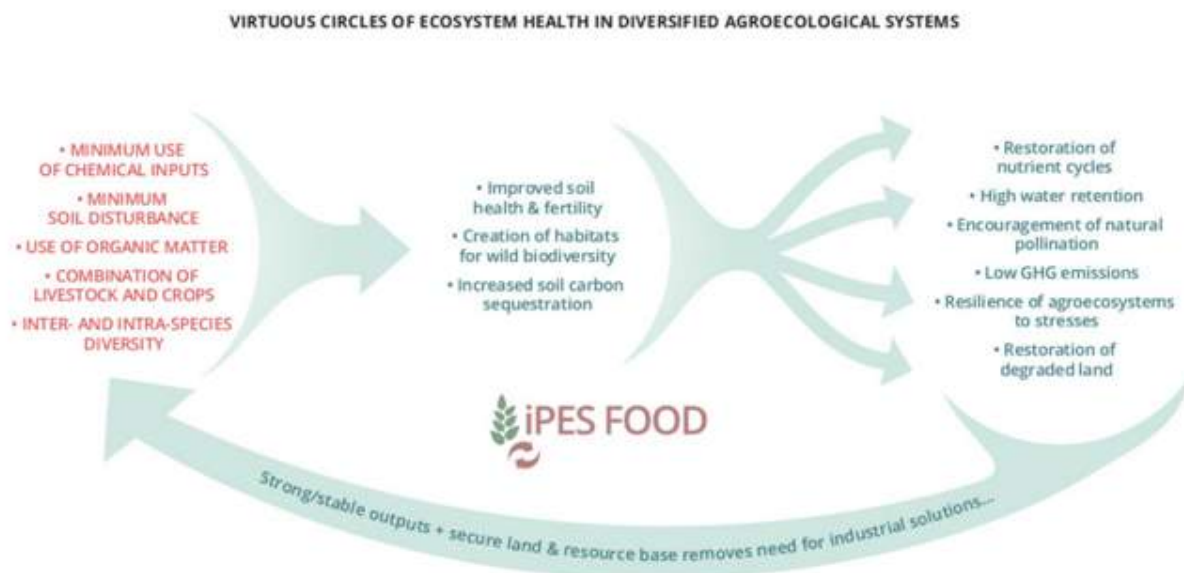 VIRTUOUS CIRCLES OF ECOSYSTEM HEALTH IN DIVERSIFIED AGROECOLOGICAL SYSTEMS
• MINIMUM USE
OF CHEMICAL INPUTS
• MINIMUM
SOIL DISTURBANCE
• USE OF ORGANIC MATTER
• COMBINATION OF
LIVESTOCK AND CROPS
• INTER- AND INTRA-SPECIES
DIVERSITY
• Improved soil
health & fertility
• Creation of habitats
for wild biodiversity
• Increased soil carbon
sequestration
• Restoration of
nutrient cycles
• High water retention
• Encouragement of natural
pollination
• Low GHG emissions
• Resilience of agroecosystems
to stresses
• Restoration of
degraded land
iPES FOOD
Strong/stable outputs + secure land & resource base removes need for industrial solutions...